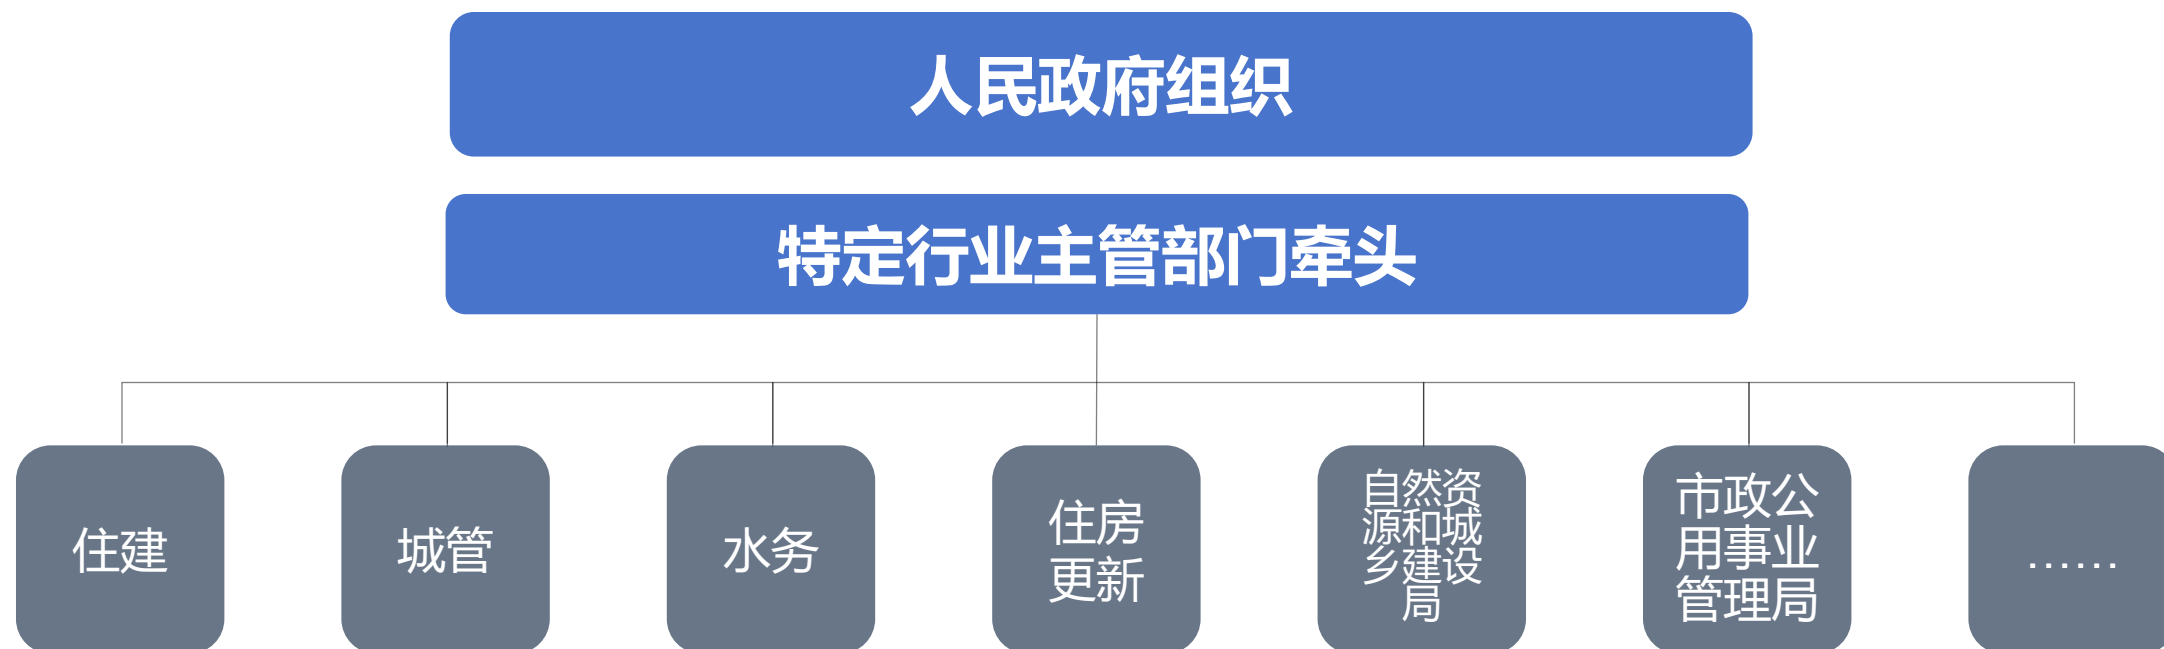 人民政府组织
特定行业主管部门牵头
住建
城管
水务
住房
更新
自然资
源和城
乡建设
局
市政公
用事业
管理局
……